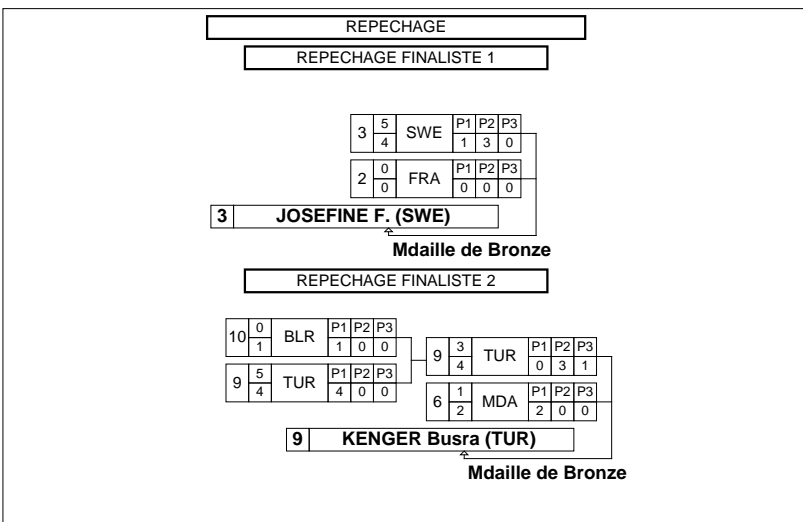 REPECHAGE
REPECHAGE FINALISTE 1
3 5 SWE P1 P2 P3
4 1 3 0
2 0 FRA P1 P2 P3
0 0 0 0
3 JOSEFINE F. (SWE)
Mdaille de Bronze
REPECHAGE FINALISTE 2
10 0 BLR P1 P2 P3
1 1 0 0
9 5 TUR P1 P2 P3
4 4 0 0
9 3 TUR P1 P2 P3
4 0 3 1
6 1 MDA P1 P2 P3
2 2 0 0
9 KENGER Busra (TUR)
Mdaille de Bronze